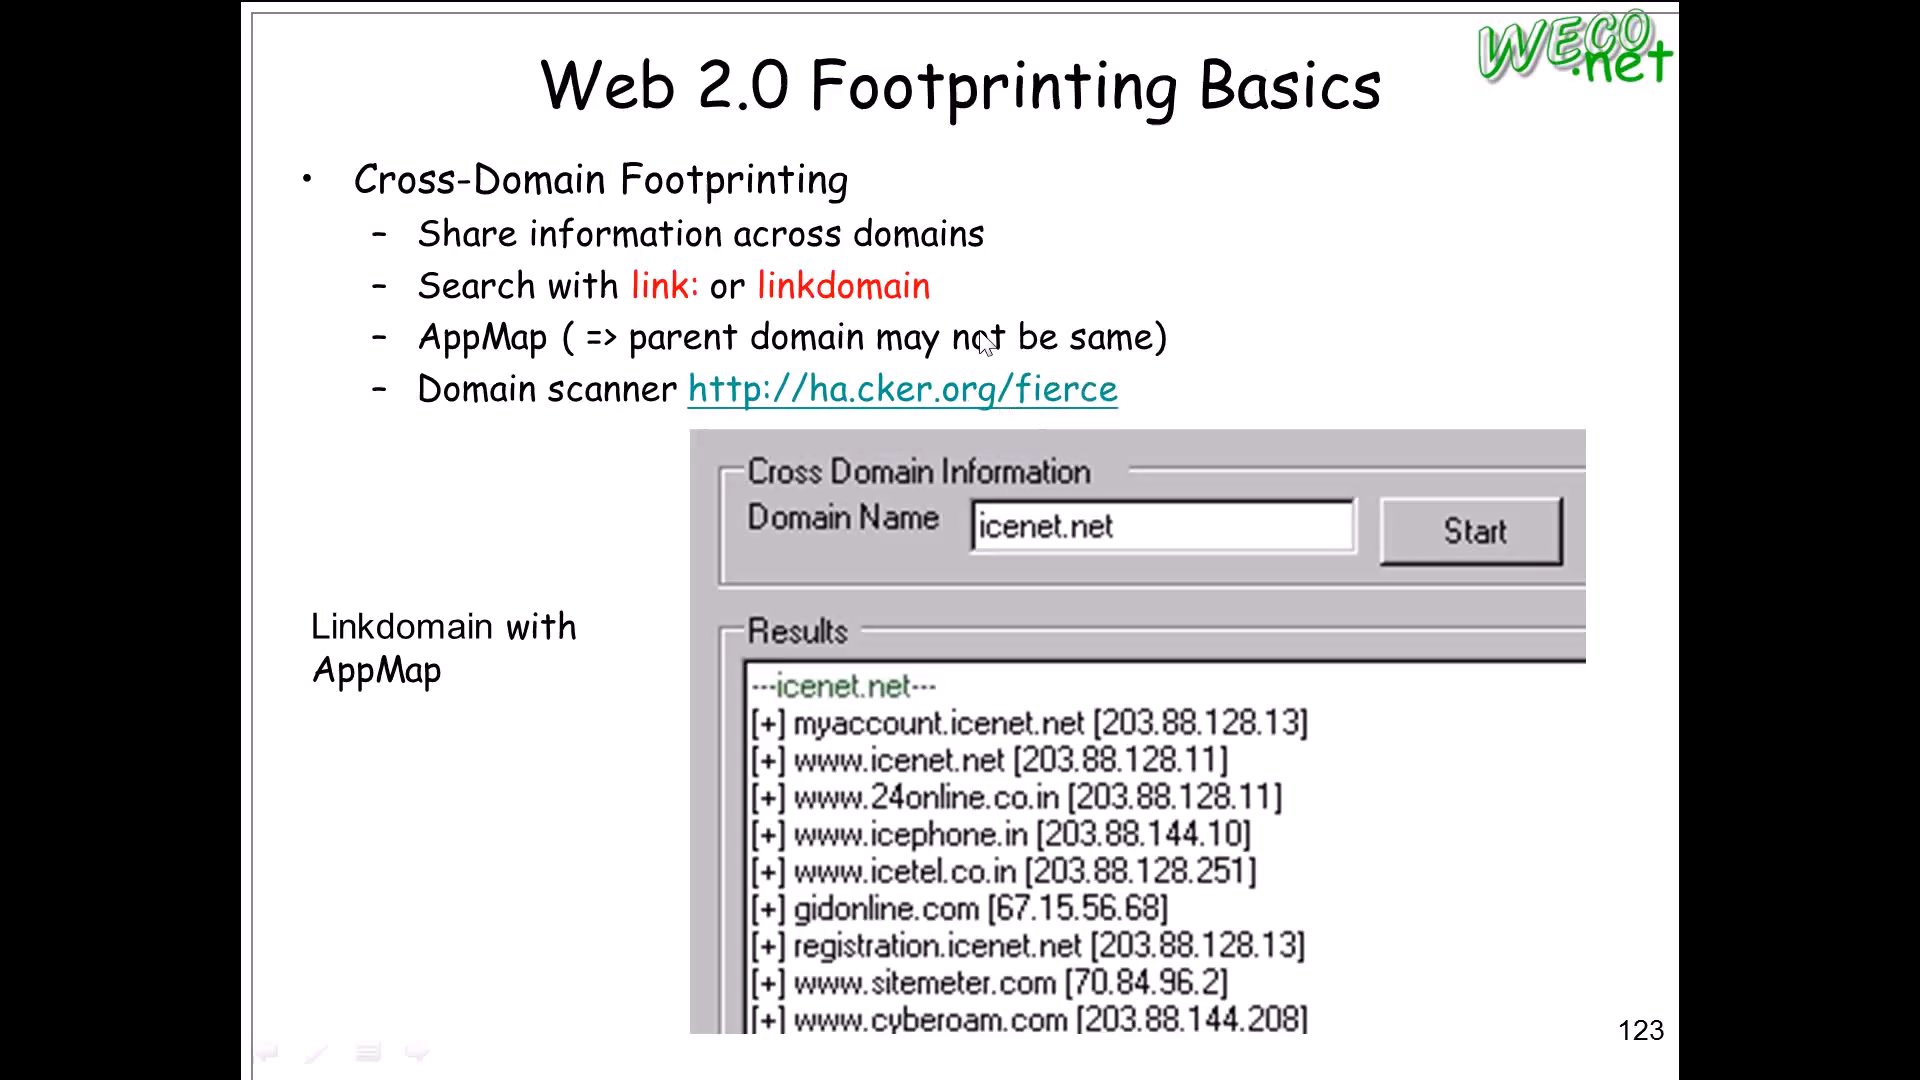 WECO
.net
Web 2.0 Footprinting Basics
• Cross-Domain Footprinting
– Share information across domains
– Search with link: or linkdomain
– AppMap ( => parent domain may not be same)
– Domain scanner http://ha.cker.org/fierce
Cross Domain Information
Domain Name icenet.net Start
Linkdomain with
AppMap
Results
---icenet.net---
[+] myaccount.icenet.net [203.88.128.13]
[+] www.icenet.net [203.88.128.11]
[+] www.24online.co.in [203.88.128.11]
[+] www.icephone.in [203.88.144.10]
[+] www.icetel.co.in [203.88.128.251]
[+] gidonline.com [67.15.56.68]
[+] registration.icenet.net [203.88.128.13]
[+] www.sitemeter.com [70.84.96.2]
[+] www.cyberoam.com [203.88.144.208]
123